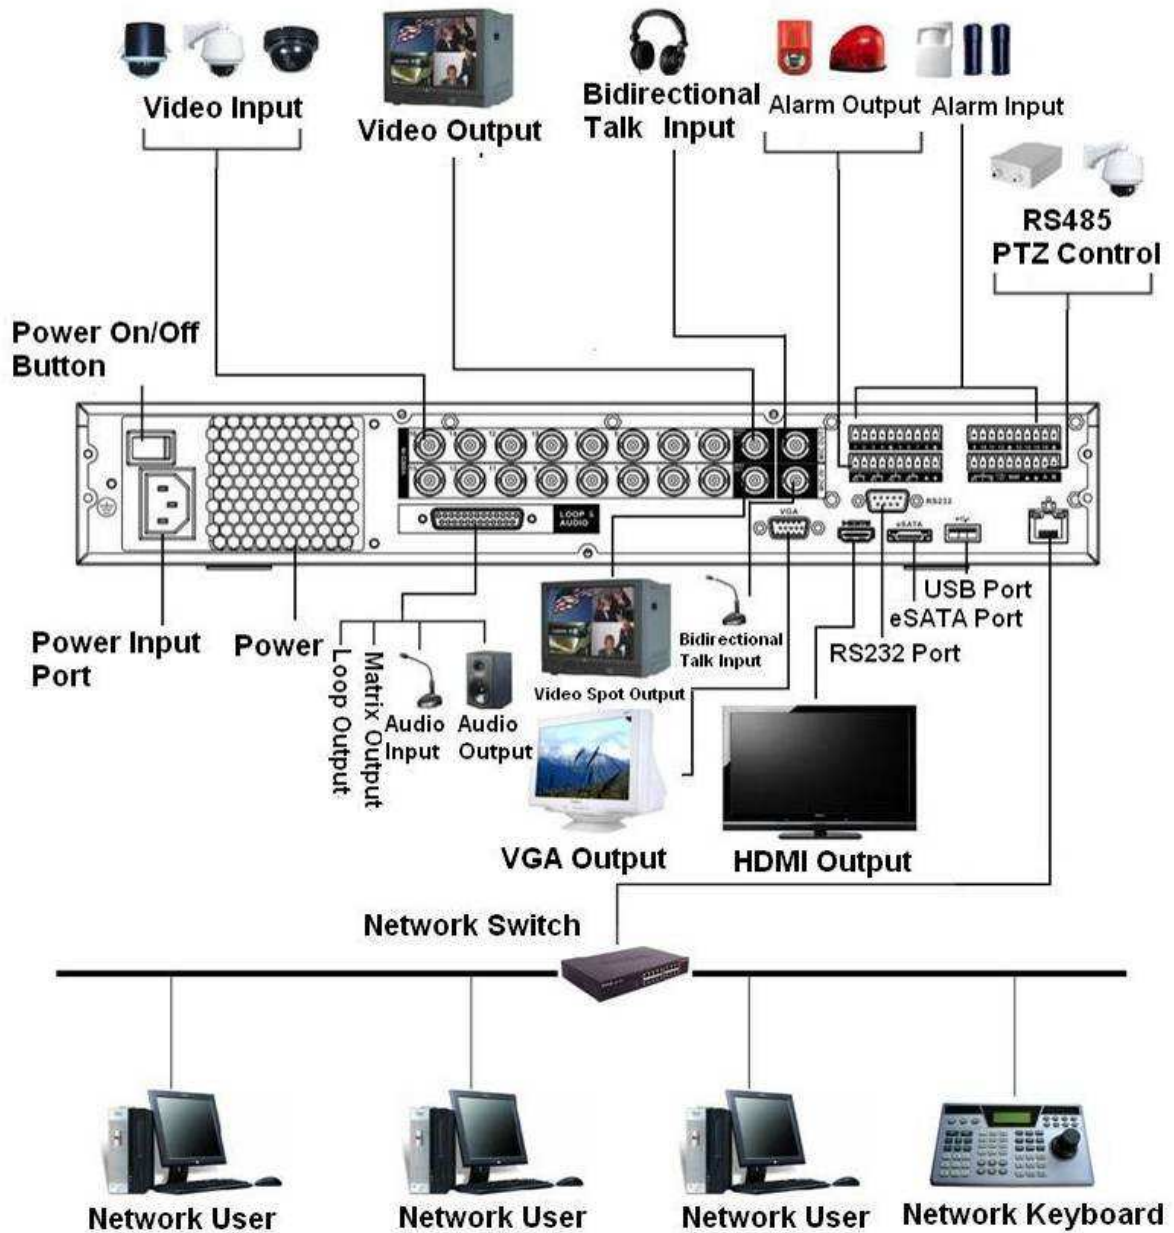 Video Input
Video Output
Bidirectional
Talk Input
Alarm Output
Alarm Input
RS485
PTZ Control
Power On/Off
Button
RS232
LOOP &
AUDIO
VGA
HDMI
eSATA
USB Port
eSATA Port
RS232 Port
Power Input
Port
Power
Loop Output
Matrix Output
Audio
Input
Audio
Output
Video Spot Output
Bidirectional
Talk Input
VGA Output
HDMI Output
Network Switch
Network User
Network User
Network User
Network Keyboard